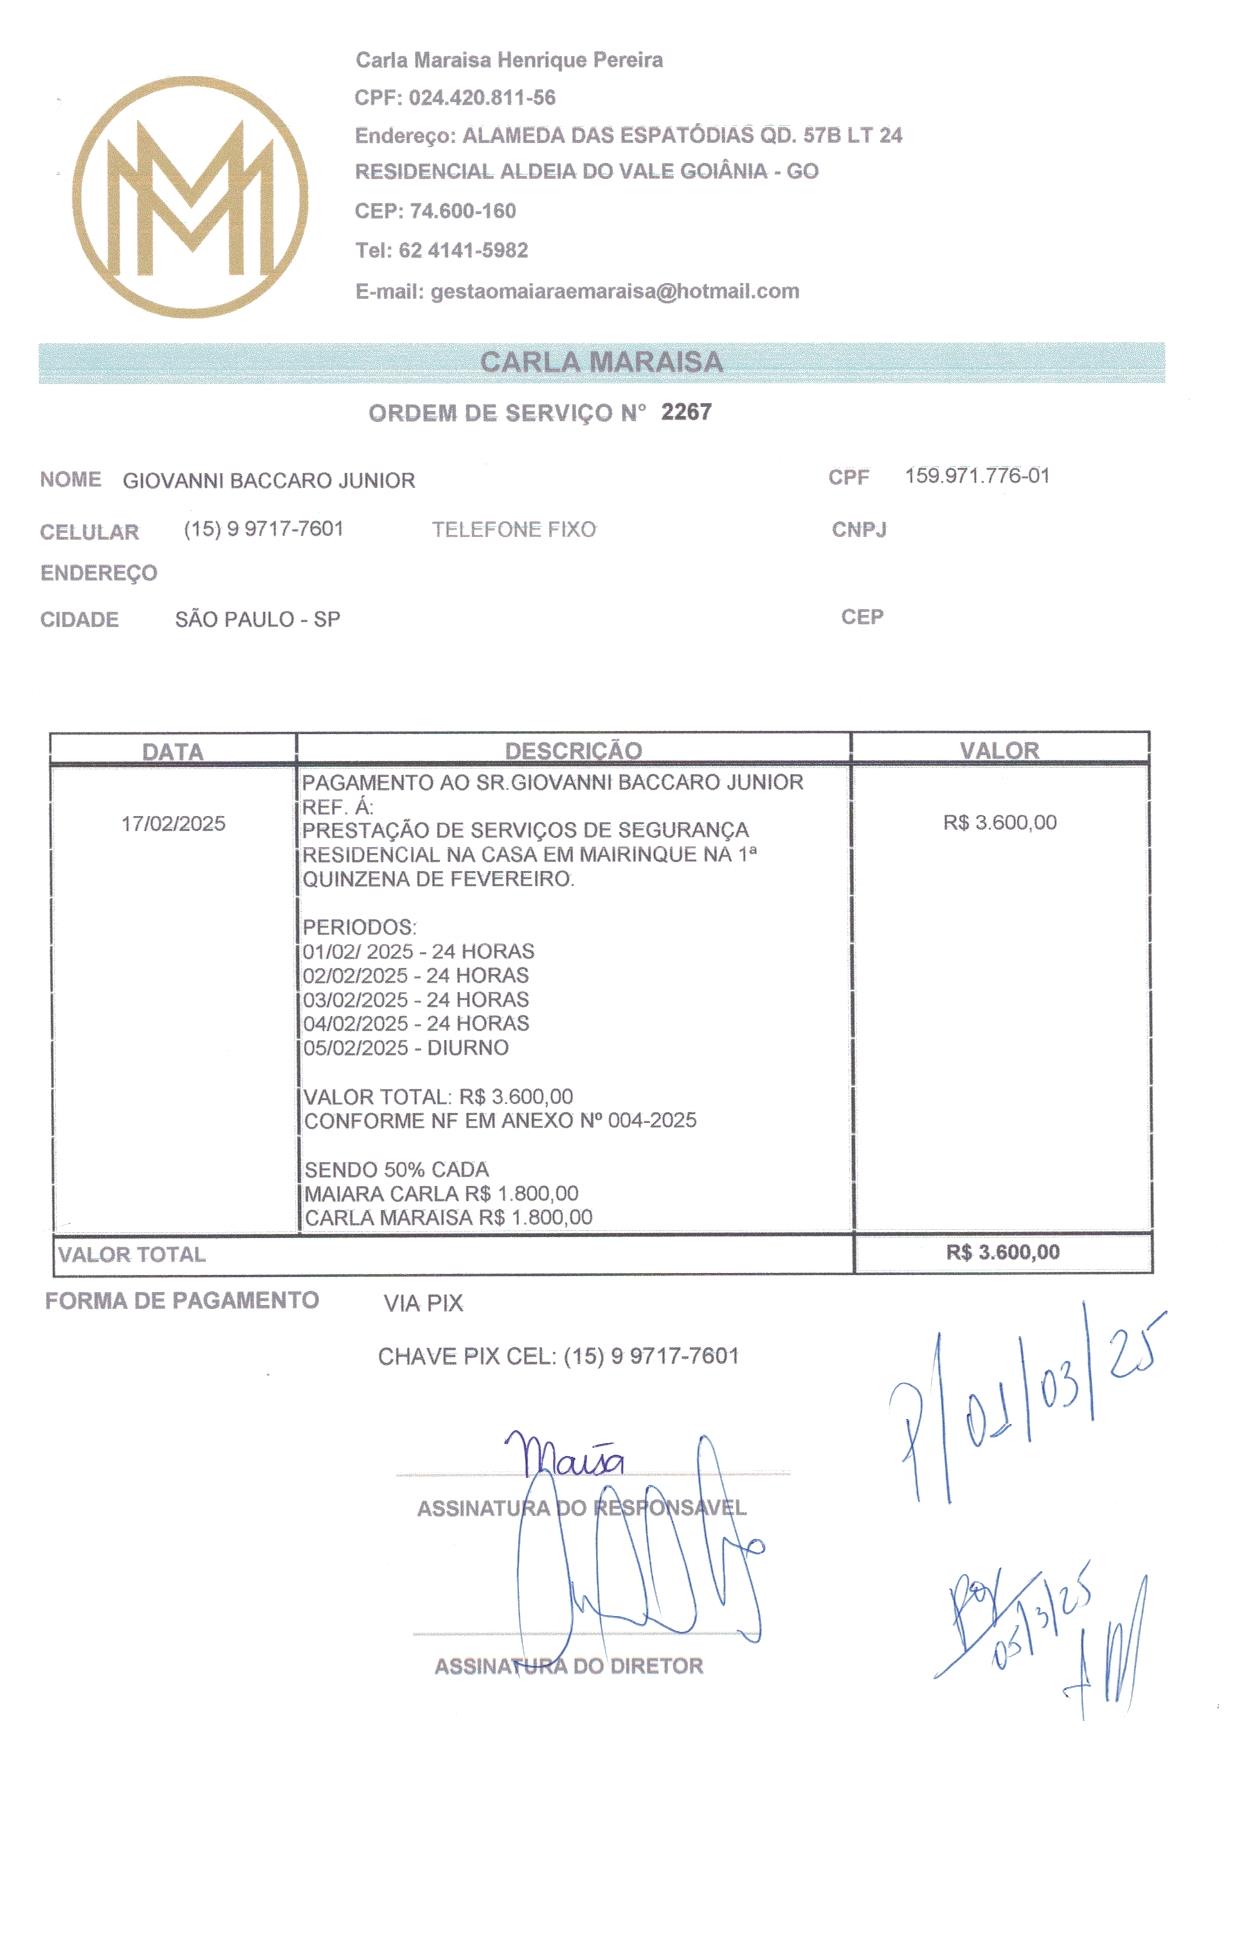 Carla Maraisa Henrique Pereira
CPF: 024.420.811-56
Endereço: ALAMEDA DAS ESPATÓDIAS QD. 57B LT 24
RESIDENCIAL ALDEIA DO VALE GOIÂNIA - GO
CEP: 74.600-160
Tel: 62 4141-5982
E-mail: gestaomaiaraemaraisa@hotmail.com
CARLA MARAISA
ORDEM DE SERVIÇO N° 2267
NOME GIOVANNI BACCARO JUNIOR CPF 159.971.776-01
CELULAR (15) 9 9717-7601 TELEFONE FIXO CNPJ
ENDEREÇO
CIDADE SÃO PAULO - SP CEP
DATA DESCRIÇÃO VALOR
PAGAMENTO AO SR.GIOVANNI BACCARO JUNIOR
REF. Á:
17/02/2025 PRESTAÇÃO DE SERVIÇOS DE SEGURANÇA R$ 3.600,00
RESIDENCIAL NA CASA EM MAIRINQUE NA 1ª
QUINZENA DE FEVEREIRO.
PERIODOS:
01/02/ 2025 - 24 HORAS
02/02/2025 - 24 HORAS
03/02/2025 - 24 HORAS
04/02/2025 - 24 HORAS
05/02/2025 - DIURNO
VALOR TOTAL: R$ 3.600,00
CONFORME NF EM ANEXO Nº 004-2025
SENDO 50% CADA
MAIARA CARLA R$ 1.800,00
CARLA MARAISA R$ 1.800,00
VALOR TOTAL R$ 3.600,00
FORMA DE PAGAMENTO VIA PIX
CHAVE PIX CEL: (15) 9 9717-7601
P/01/03/25
Maisa
ASSINATURA DO RESPONSAVEL
05/3/25
ASSINATURA DO DIRETOR